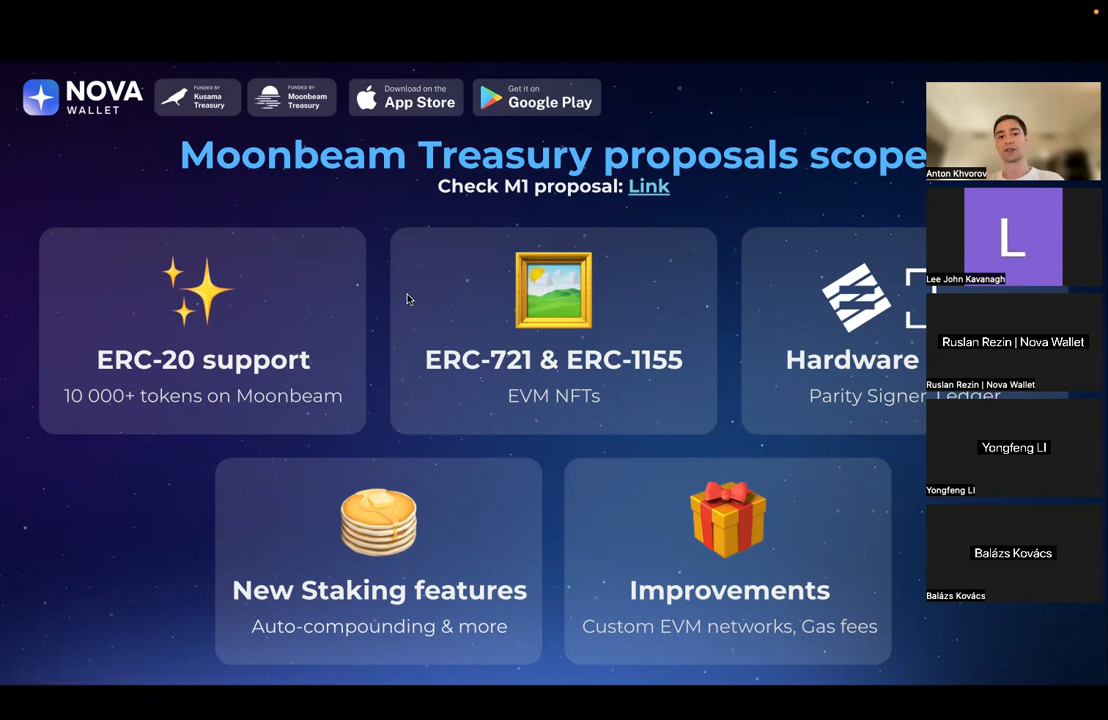 NOVA
WALLET
FUNDED BY
Kusama
Treasury
FUNDED BY
Moonbeam
Treasury
Download on the
App Store
Get it on
Google Play
Moonbeam Treasury proposals scope
Check M1 proposal: Link
ERC-20 support
10 000+ tokens on Moonbeam
ERC-721 & ERC-1155
EVM NFTs
Hardware
Parity Signer, Ledger
New Staking features
Auto-compounding & more
Improvements
Custom EVM networks, Gas fees
Anton Khvorov
L
Lee John Kavanagh
Ruslan Rezin | Nova Wallet
Ruslan Rezin | Nova Wallet
Yongfeng LI
Yongfeng LI
Balázs Kovács
Balázs Kovács